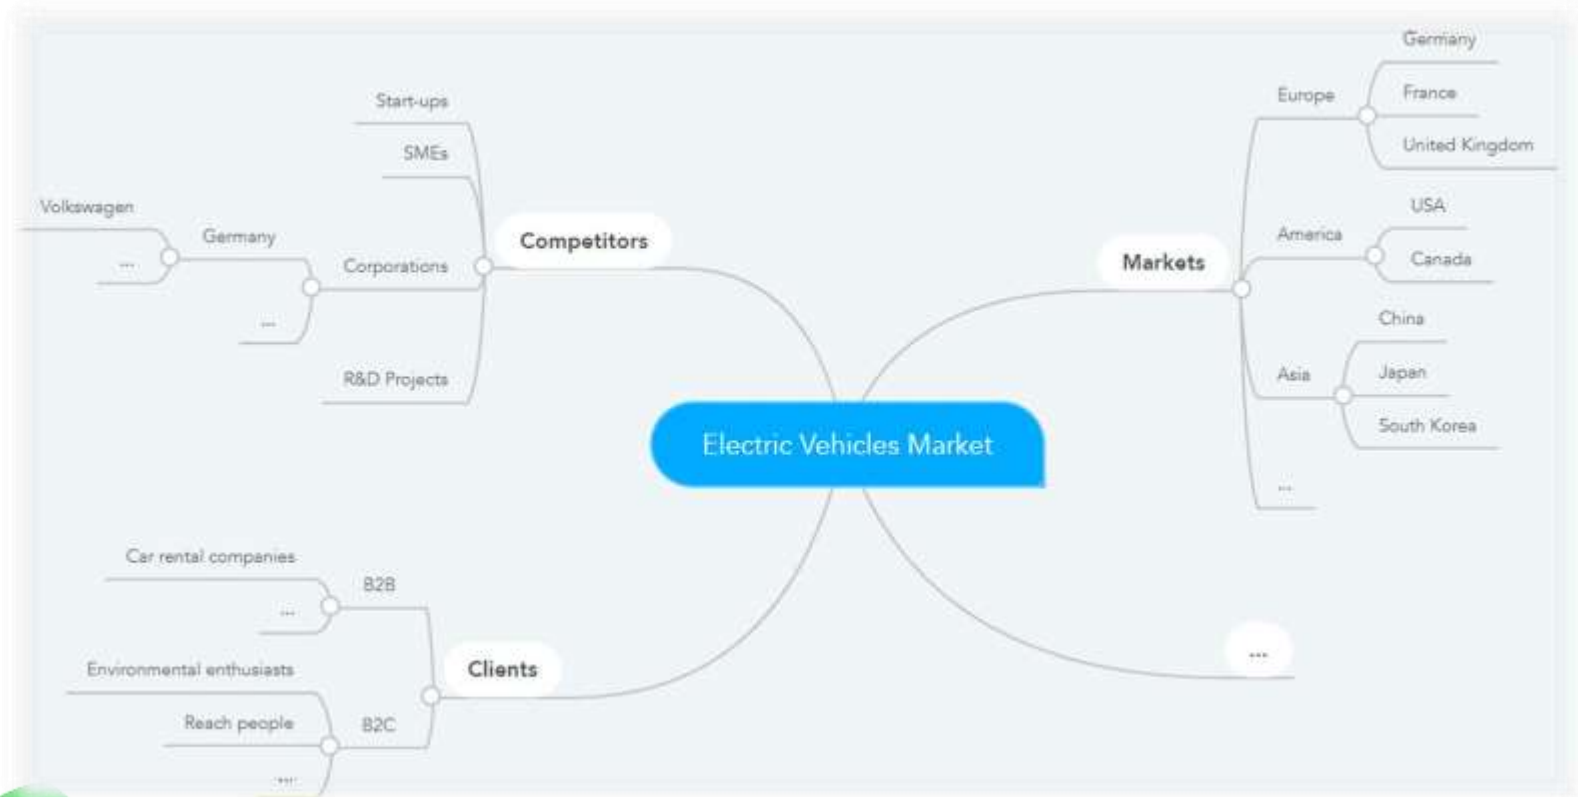 Electric Vehicles Market
Competitors
Start-ups
SMEs
Corporations
Germany
Volkswagen
...
...
R&D Projects
Markets
Europe
Germany
France
United Kingdom
America
USA
Canada
Asia
China
Japan
South Korea
...
Clients
B2B
Car rental companies
...
B2C
Environmental enthusiasts
Reach people
...
...